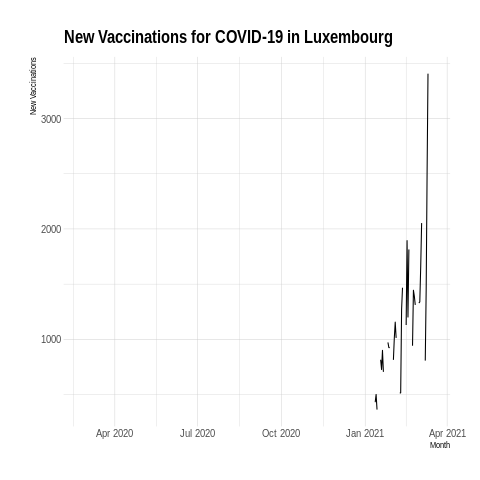 New Vaccinations for COVID-19 in Luxembourg
New Vaccinations
3000
2000
1000
Apr 2020
Jul 2020
Oct 2020
Jan 2021
Apr 2021
Month